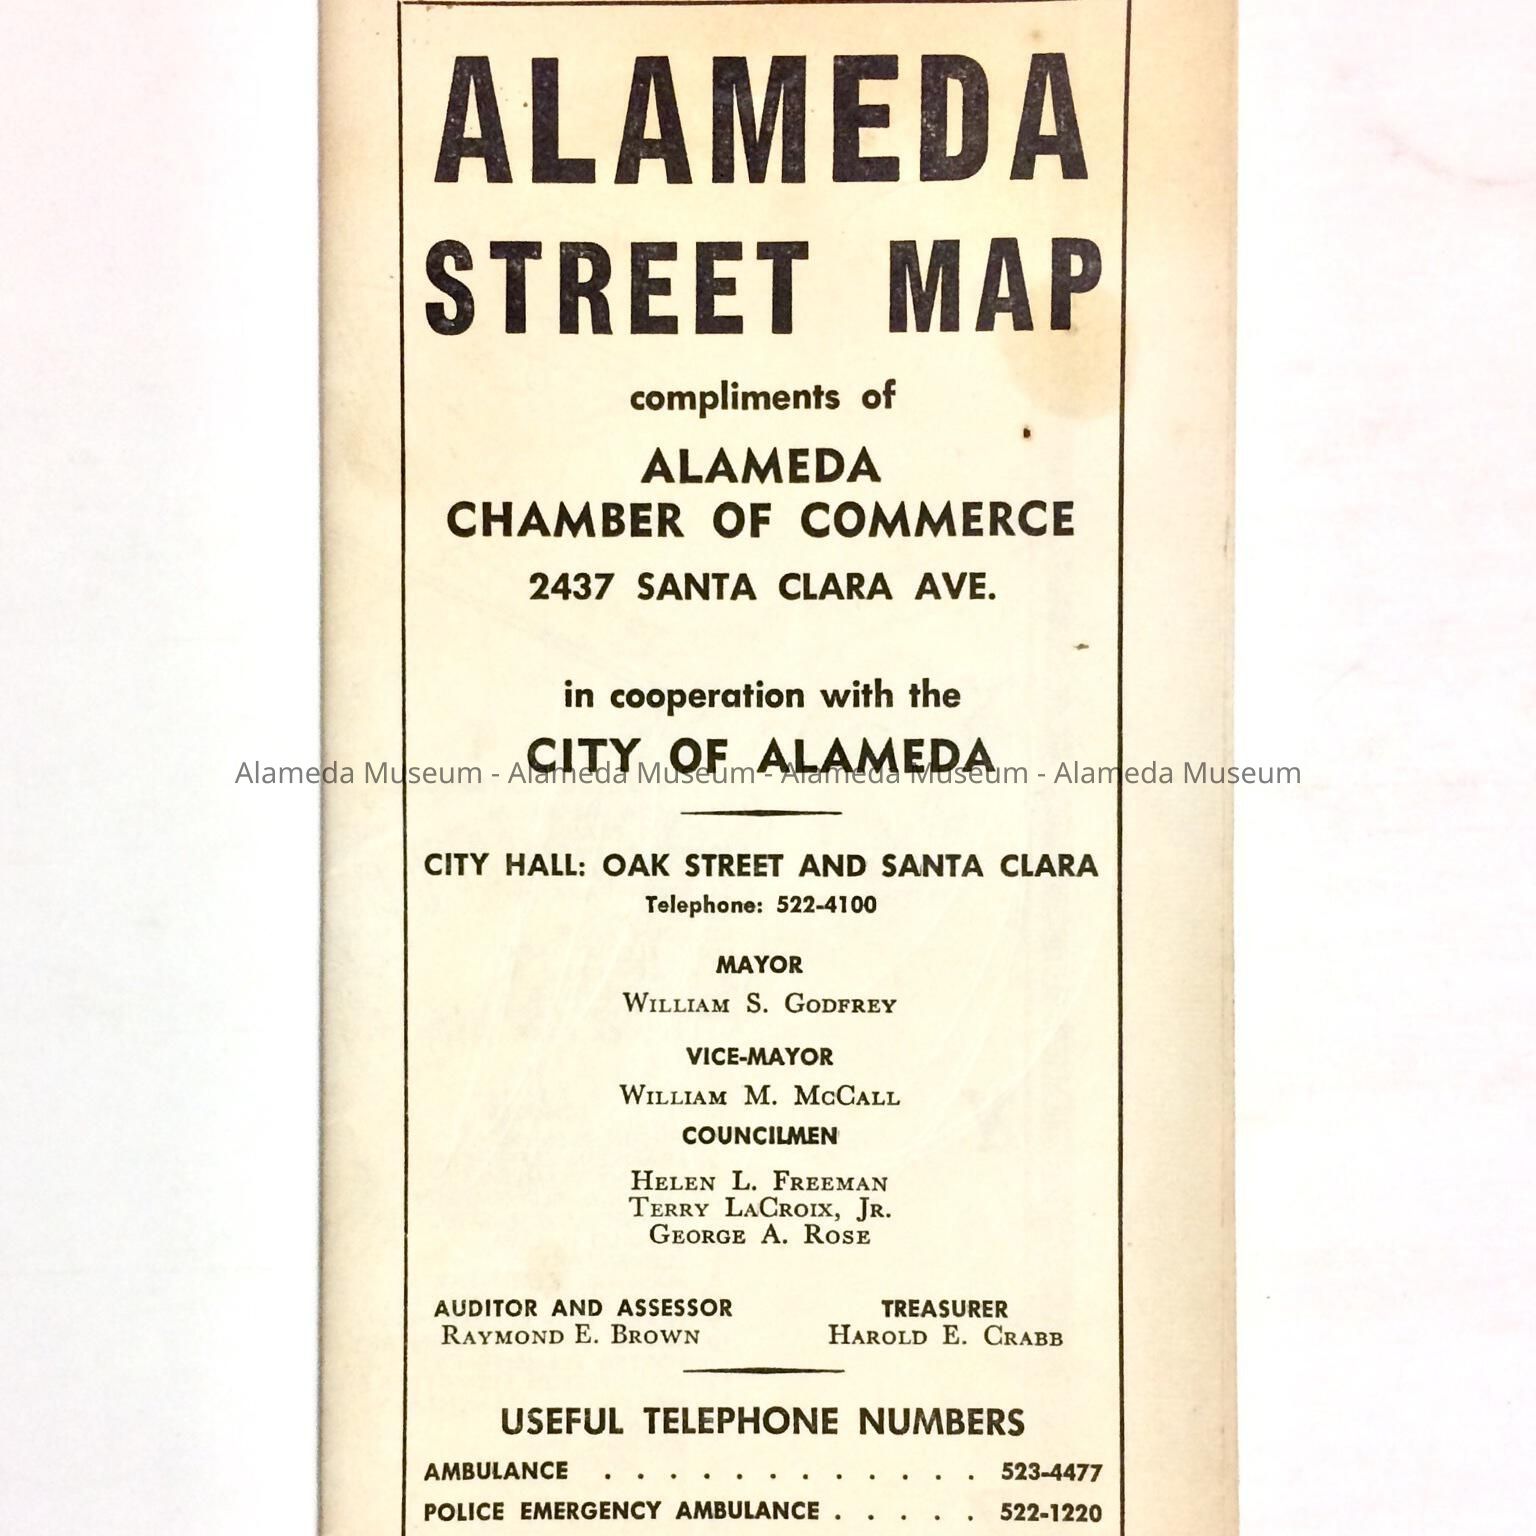 ALAMEDA
STREET MAP
compliments of
ALAMEDA
CHAMBER OF COMMERCE
2437 SANTA CLARA AVE.
in cooperation with the
CITY OF ALAMEDA
Alameda Museum - Alameda Museum - Alameda Museum - Alameda Museum
CITY HALL: OAK STREET AND SANTA CLARA
Telephone: 522-4100
MAYOR
WILLIAM S. GODFREY
VICE-MAYOR
WILLIAM M. McCALL
COUNCILMEN
HELEN L. FREEMAN
TERRY LaCROIX, JR.
GEORGE A. ROSE
AUDITOR AND ASSESSOR TREASURER
RAYMOND E. BROWN HAROLD E. CRABB
USEFUL TELEPHONE NUMBERS
AMBULANCE . . . . . . . . . . . . 523-4477
POLICE EMERGENCY AMBULANCE . . . . . 522-1220